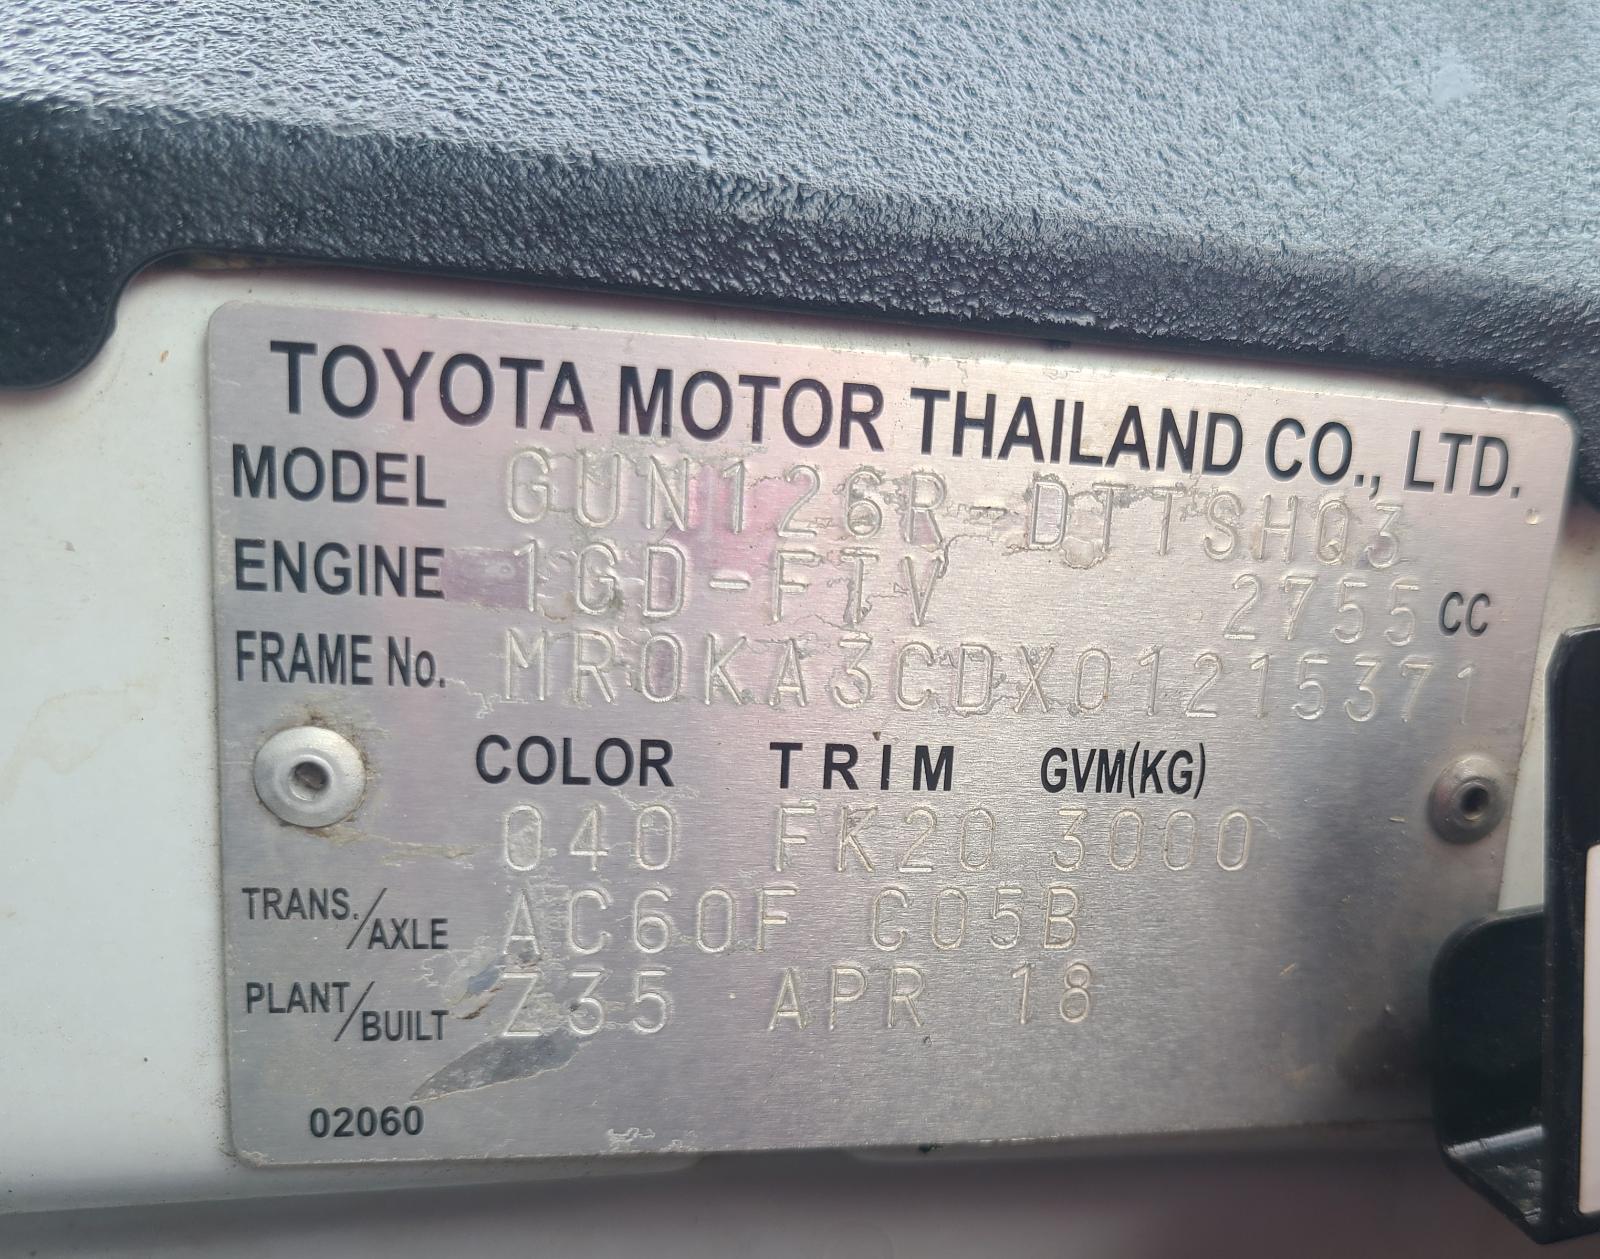 TOYOTA MOTOR THAILAND CO., LTD.
MODEL GUN126R-DTTSHQ3
ENGINE 1GD-FTV 2755 CC
FRAME No. MR0KA3CDX01215371
COLOR TRIM GVM(KG)
040 FK20 3000
TRANS./AXLE AC60F C05B
PLANT/BUILT Z35 APR 18
02060